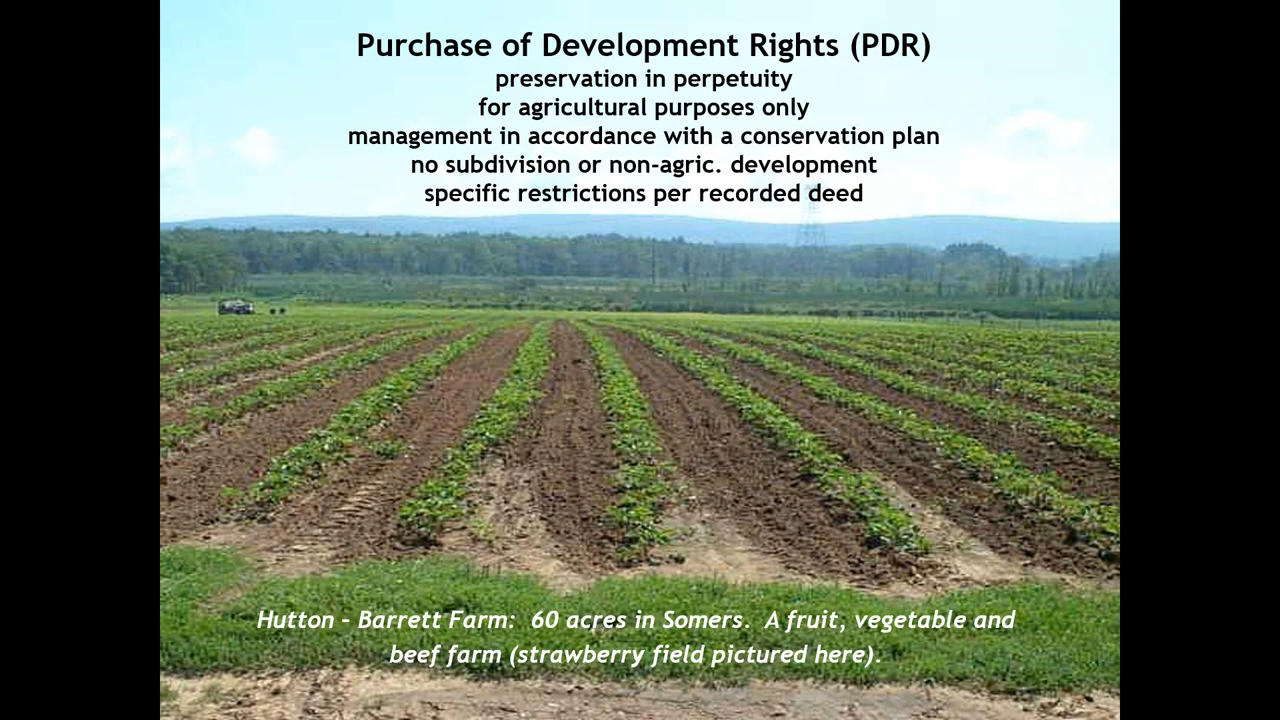 Purchase of Development Rights (PDR)
preservation in perpetuity
for agricultural purposes only
management in accordance with a conservation plan
no subdivision or non-agric. development
specific restrictions per recorded deed
Hutton - Barrett Farm:  60 acres in Somers.  A fruit, vegetable and
beef farm (strawberry field pictured here).